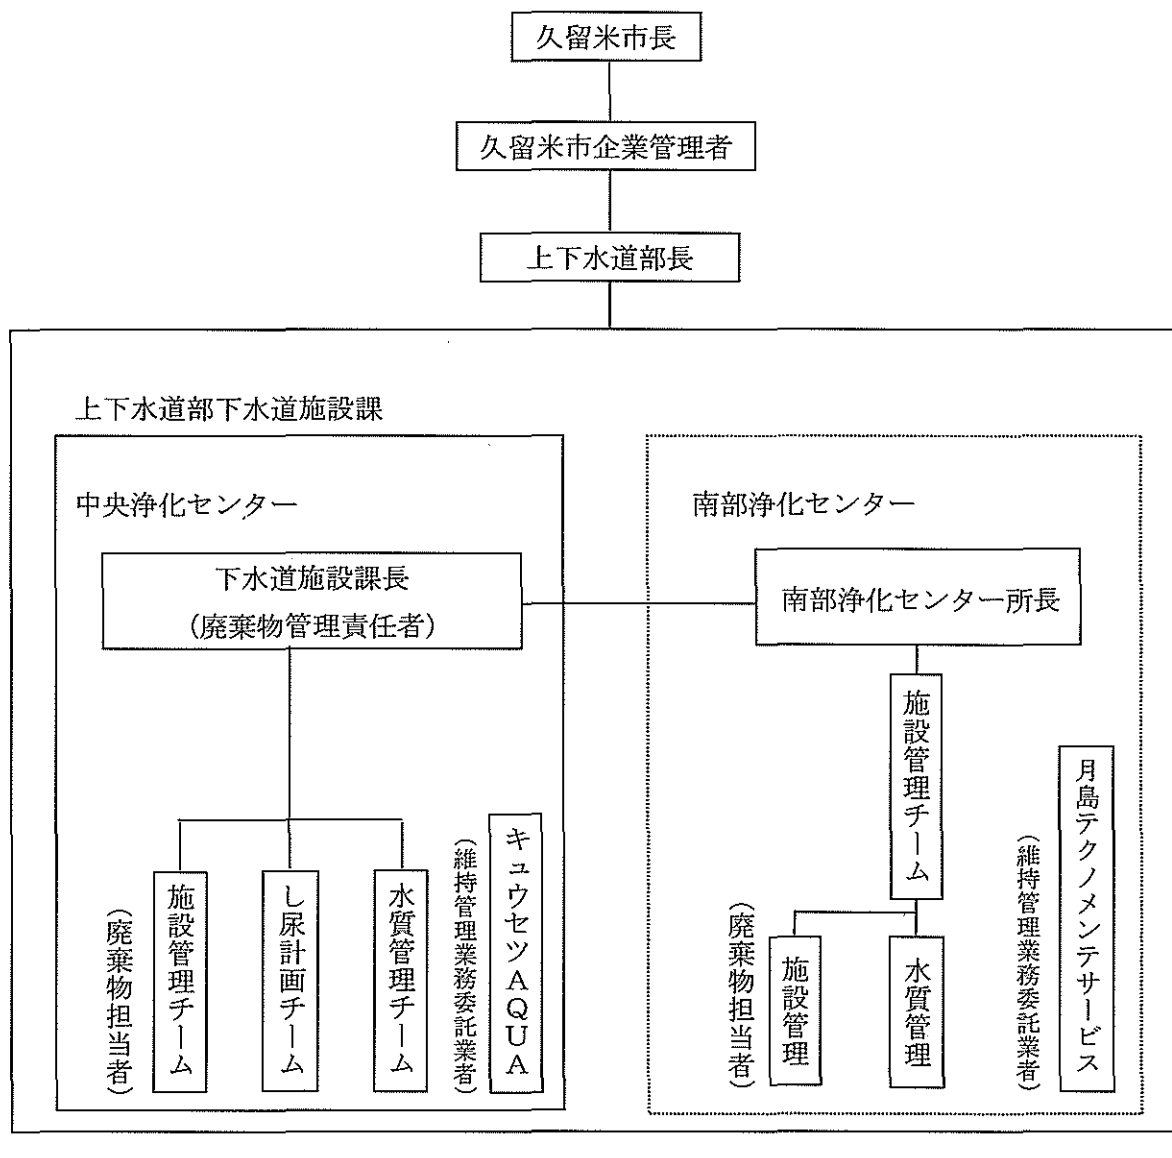 久留米市長
久留米市企業管理者
上下水道部長
上下水道部下水道施設課
中央浄化センター
下水道施設課長
（廃棄物管理責任者）
施設管理チーム
（廃棄物担当者）
し尿計画チーム
水質管理チーム
キュウセツＡＱＵＡ
（維持管理業務委託業者）
南部浄化センター
南部浄化センター所長
施設管理チーム
施設管理
（廃棄物担当者）
水質管理
月島テクノメンテサービス
（維持管理業務委託業者）